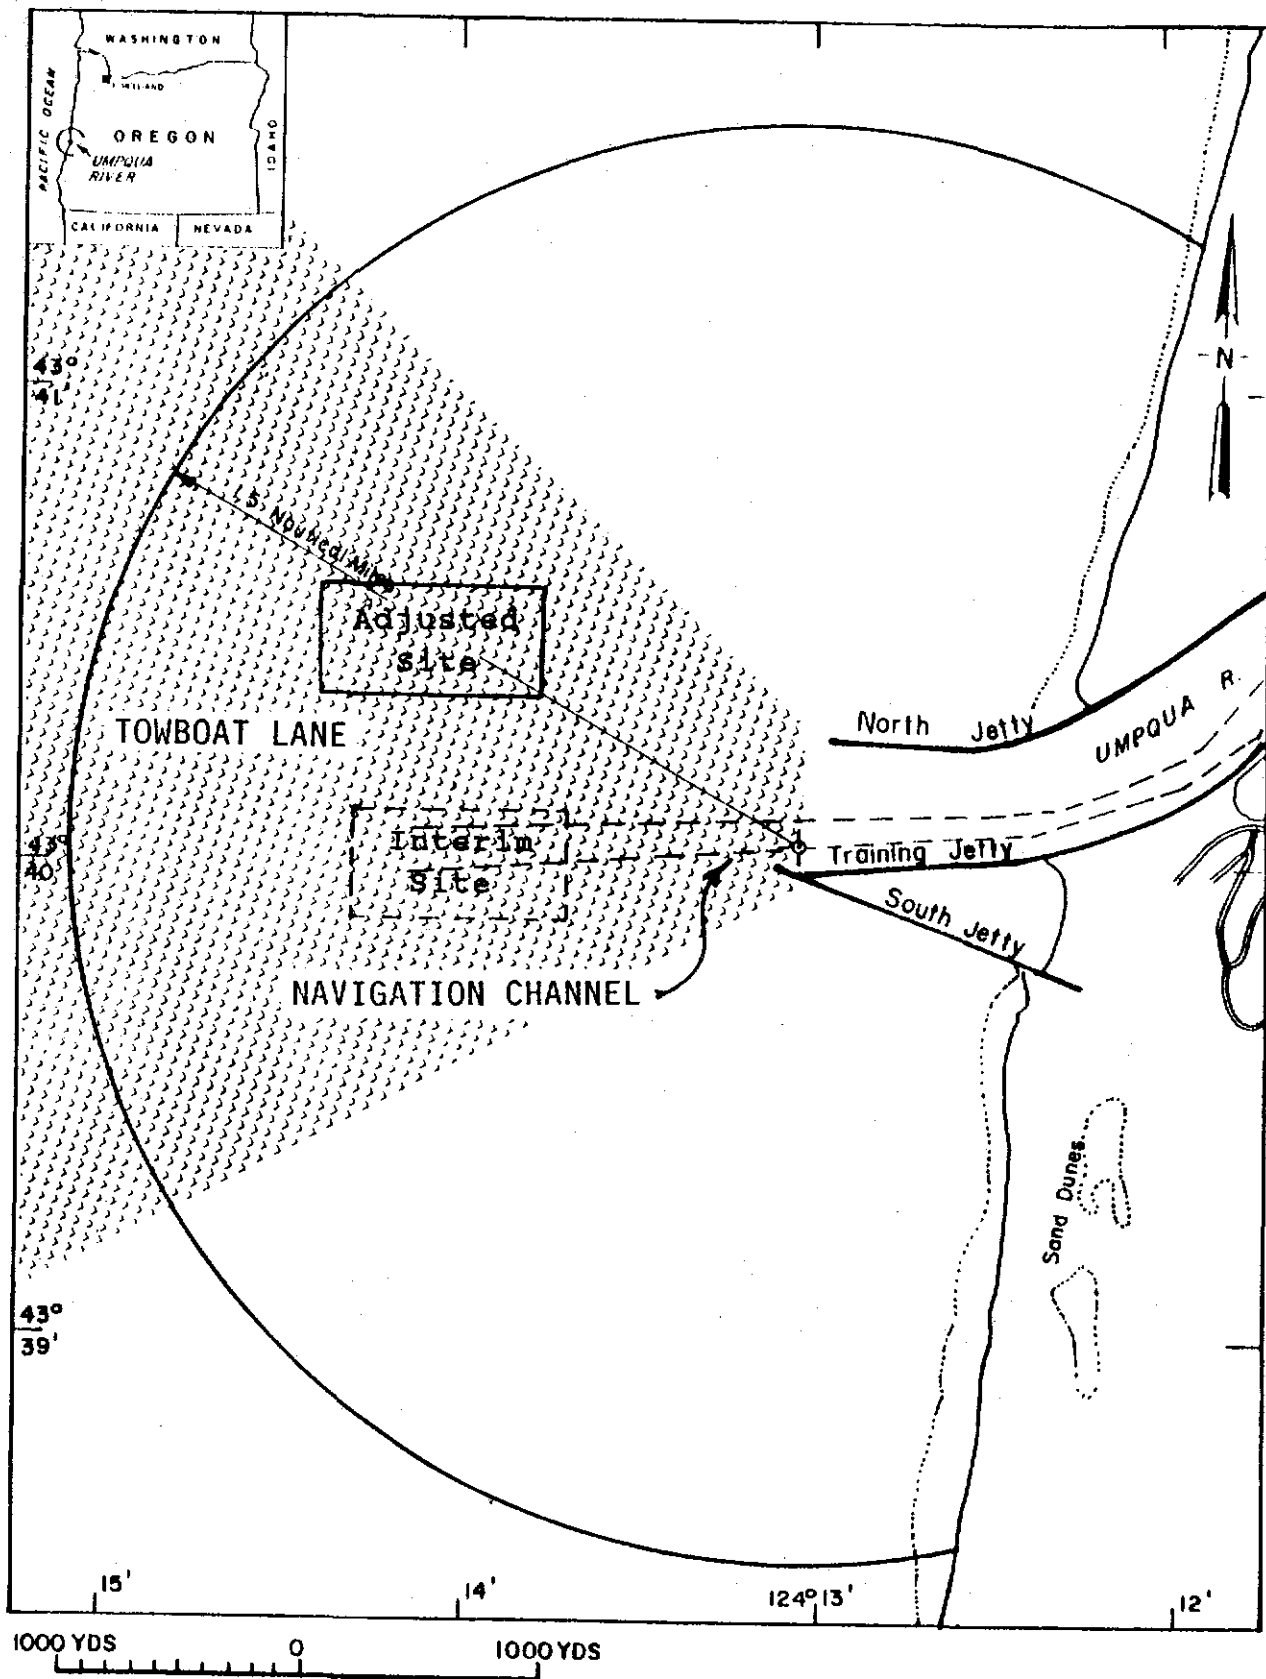 WASHINGTON
PACIFIC OCEAN
OREGON
IDAHO
UMPQUA
RIVER
CALIFORNIA
NEVADA
43°
41'
N
1.5 Nautical Miles
Adjusted
Site
TOWBOAT LANE
North Jetty
UMPQUA R.
43°
40'
Interim
Site
Training Jetty
South Jetty
NAVIGATION CHANNEL
Sand Dunes
43°
39'
15'
14'
124°13'
12'
1000 YDS
0
1000 YDS